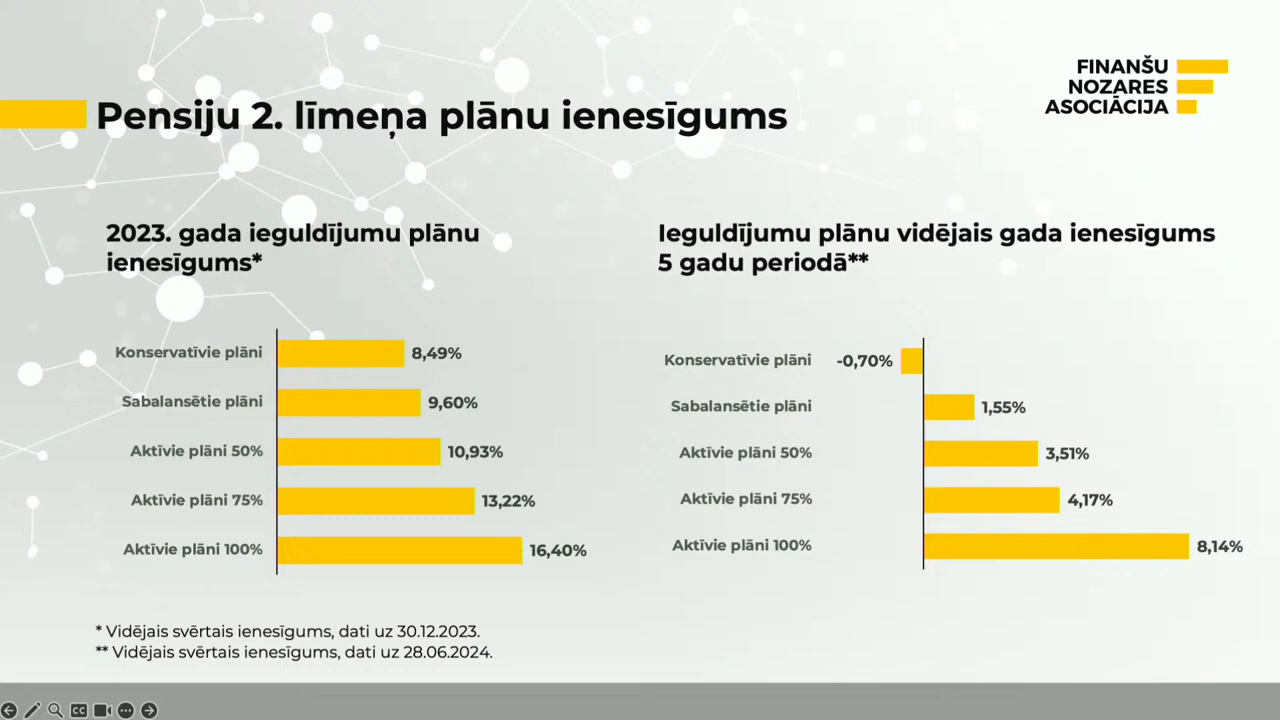 FINANŠU
NOZARES
ASOCIĀCIJA
Pensiju 2. līmeņa plānu ienesīgums
2023. gada ieguldījumu plānu
ienesīgums*
Konservatīvie plāni 8,49%
Sabalansētie plāni 9,60%
Aktīvie plāni 50% 10,93%
Aktīvie plāni 75% 13,22%
Aktīvie plāni 100% 16,40%
Ieguldījumu plānu vidējais gada ienesīgums
5 gadu periodā**
Konservatīvie plāni -0,70%
Sabalansētie plāni 1,55%
Aktīvie plāni 50% 3,51%
Aktīvie plāni 75% 4,17%
Aktīvie plāni 100% 8,14%
* Vidējais svērtais ienesīgums, dati uz 30.12.2023.
** Vidējais svērtais ienesīgums, dati uz 28.06.2024.
CC